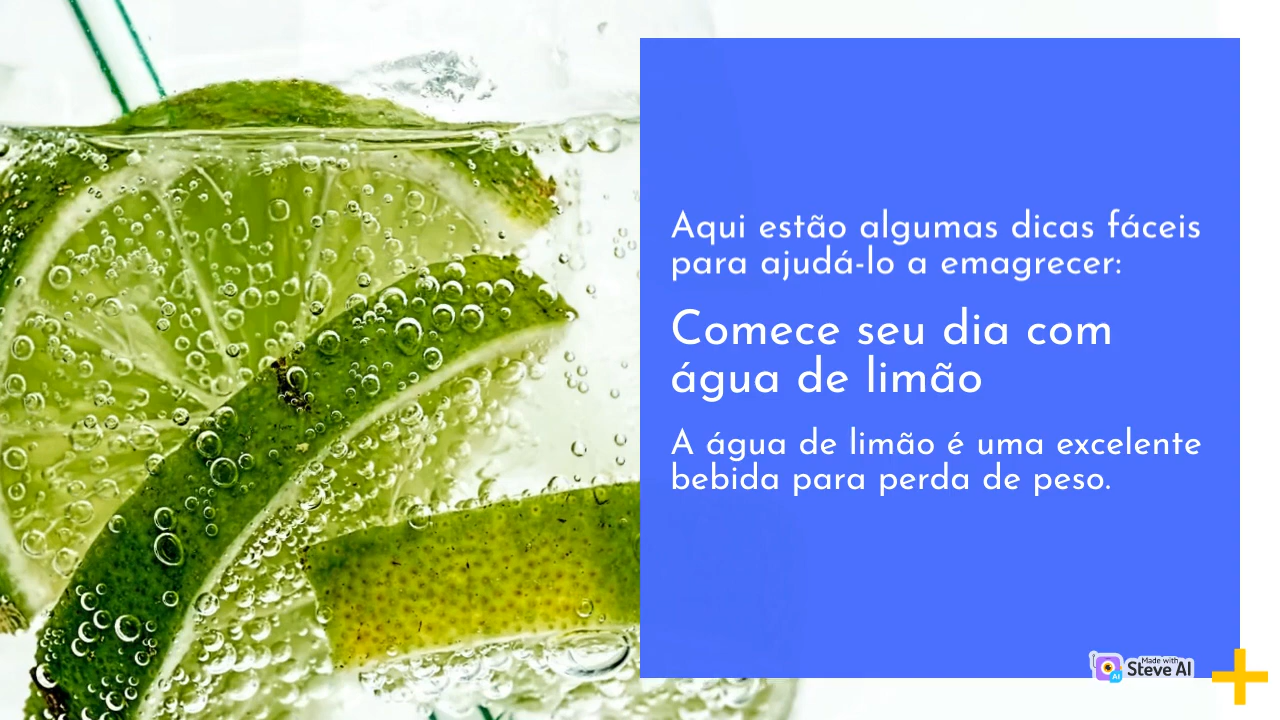 Aqui estão algumas dicas fáceis
para ajudá-lo a emagrecer:
Comece seu dia com
água de limão
A água de limão é uma excelente
bebida para perda de peso.
Made with
Steve AI
AI